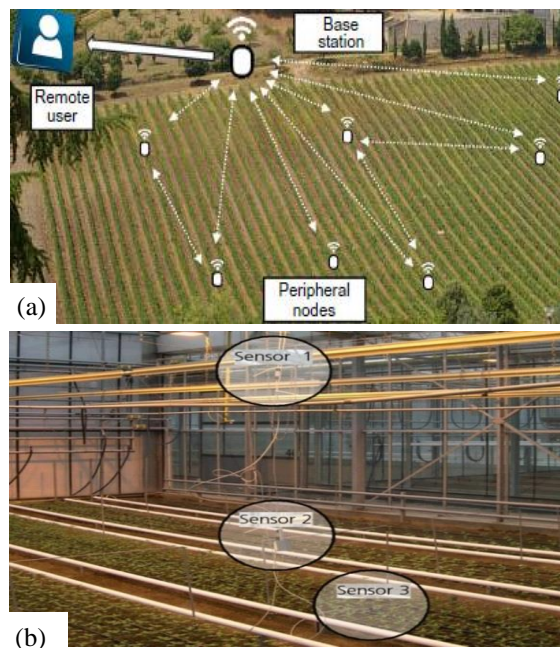 Base
station
Remote
user
Peripheral
nodes
(a)
Sensor 1
Sensor 2
Sensor 3
(b)